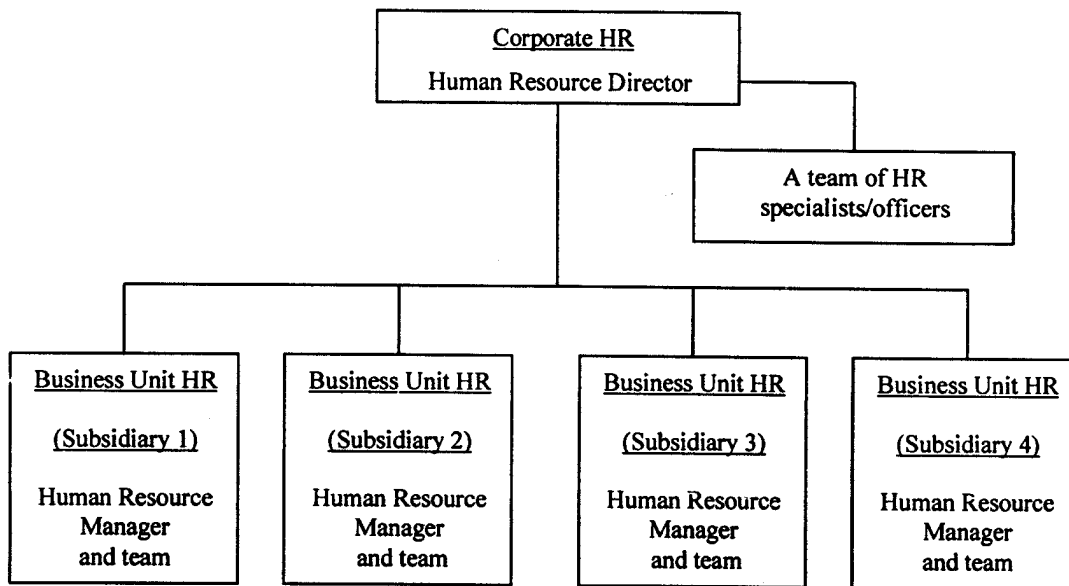 Corporate HR
Human Resource Director
A team of HR
specialists/officers
Business Unit HR
(Subsidiary 1)
Human Resource
Manager
and team
Business Unit HR
(Subsidiary 2)
Human Resource
Manager
and team
Business Unit HR
(Subsidiary 3)
Human Resource
Manager
and team
Business Unit HR
(Subsidiary 4)
Human Resource
Manager
and team